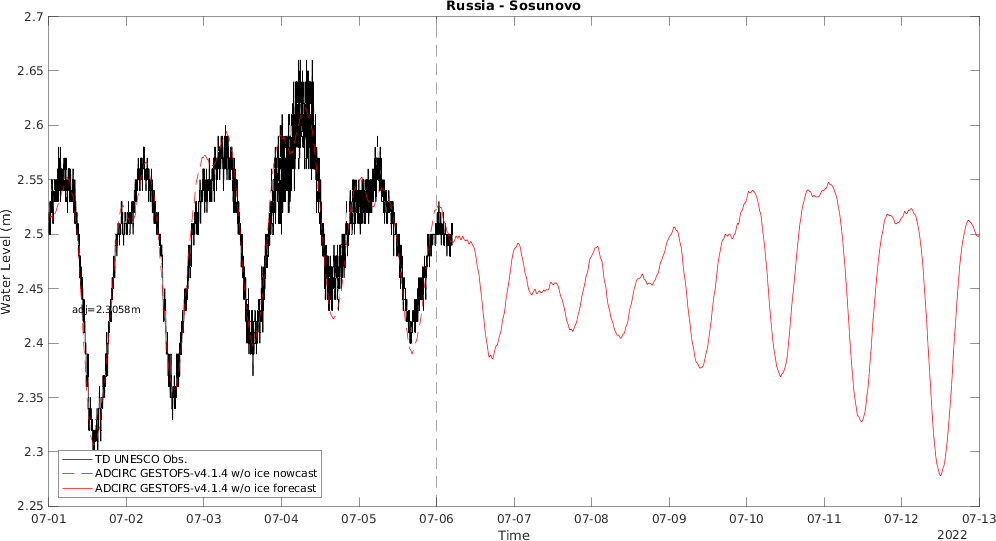 Russia - Sosunovo
2.7
2.65
2.6
2.55
2.5
2.45
2.4
2.35
2.3
2.25
Water Level (m)
adj=2.3058m
TD UNESCO Obs.
ADCIRC GESTOFS-v4.1.4 w/o ice nowcast
ADCIRC GESTOFS-v4.1.4 w/o ice forecast
07-01 07-02 07-03 07-04 07-05 07-06 07-07 07-08 07-09 07-10 07-11 07-12 07-13
Time
2022